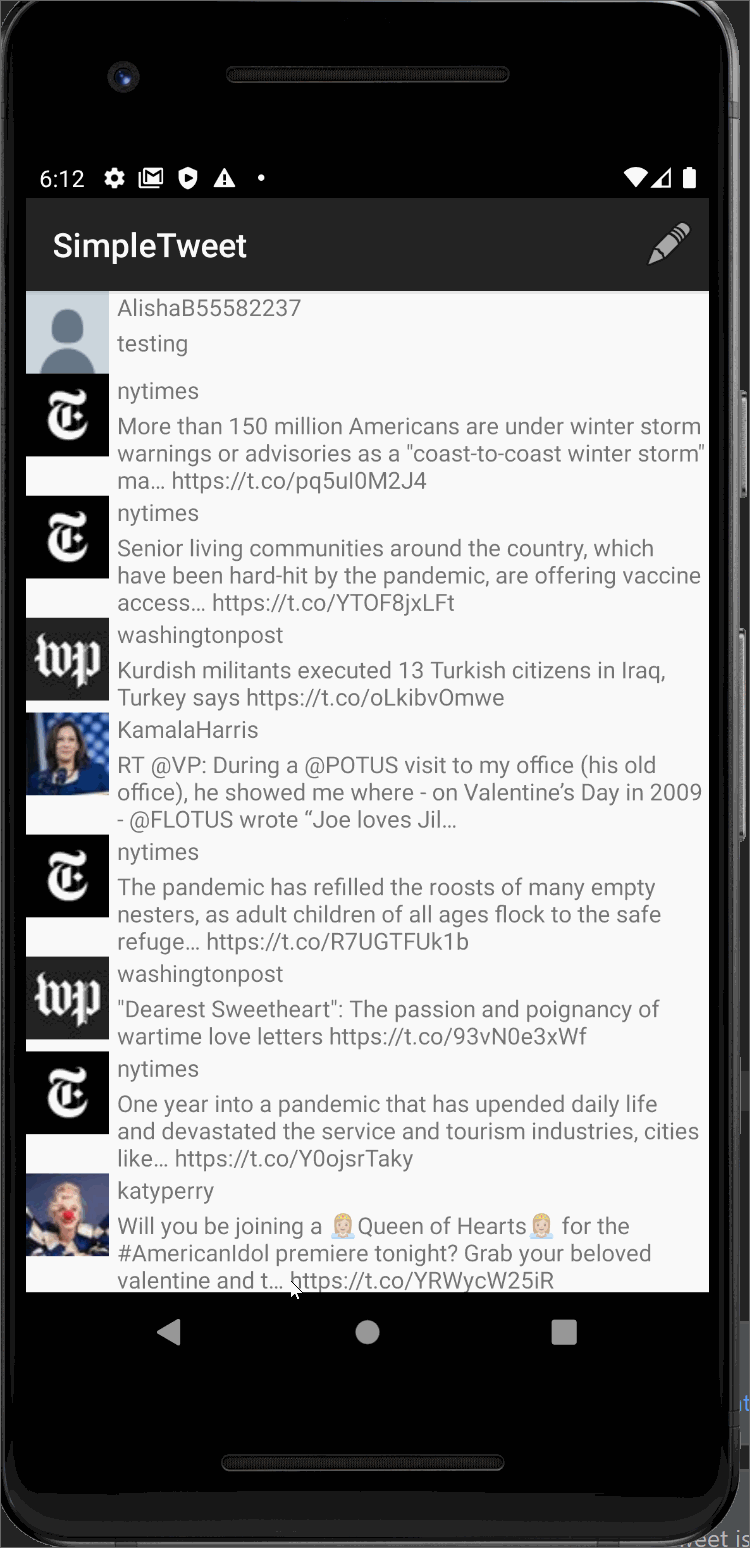 6:12
SimpleTweet
AlishaB55582237
testing
nytimes
More than 150 million Americans are under winter storm
warnings or advisories as a "coast-to-coast winter storm"
ma… https://t.co/pq5uI0M2J4
nytimes
Senior living communities around the country, which
have been hard-hit by the pandemic, are offering vaccine
access… https://t.co/YTOF8jxLFt
wp
washingtonpost
Kurdish militants executed 13 Turkish citizens in Iraq,
Turkey says https://t.co/oLkibvOmwe
KamalaHarris
RT @VP: During a @POTUS visit to my office (his old
office), he showed me where - on Valentine’s Day in 2009
- @FLOTUS wrote “Joe loves Jil…
nytimes
The pandemic has refilled the roosts of many empty
nesters, as adult children of all ages flock to the safe
refuge… https://t.co/R7UGTFUk1b
wp
washingtonpost
"Dearest Sweetheart": The passion and poignancy of
wartime love letters https://t.co/93vN0e3xWf
nytimes
One year into a pandemic that has upended daily life
and devastated the service and tourism industries, cities
like… https://t.co/Y0ojsrTaky
katyperry
Will you be joining a 👸🏼Queen of Hearts👸🏼 for the
#AmericanIdol premiere tonight? Grab your beloved
valentine and t… https://t.co/YRWycW25iR